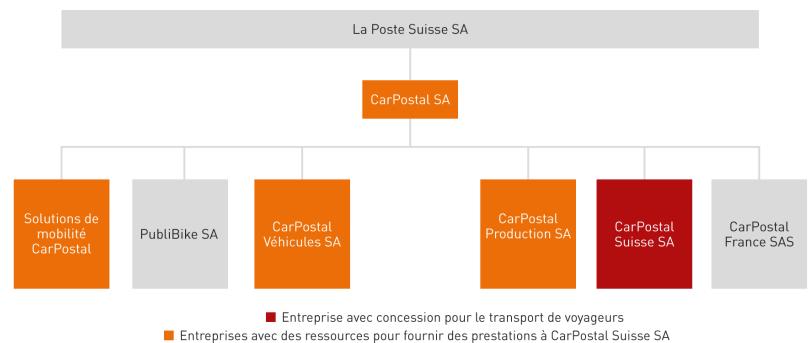 La Poste Suisse SA
CarPostal SA
Solutions de
mobilité
CarPostal
PubliBike SA
CarPostal
Véhicules SA
CarPostal
Production SA
CarPostal
Suisse SA
CarPostal
France SAS
Entreprise avec concession pour le transport de voyageurs
Entreprises avec des ressources pour fournir des prestations à CarPostal Suisse SA